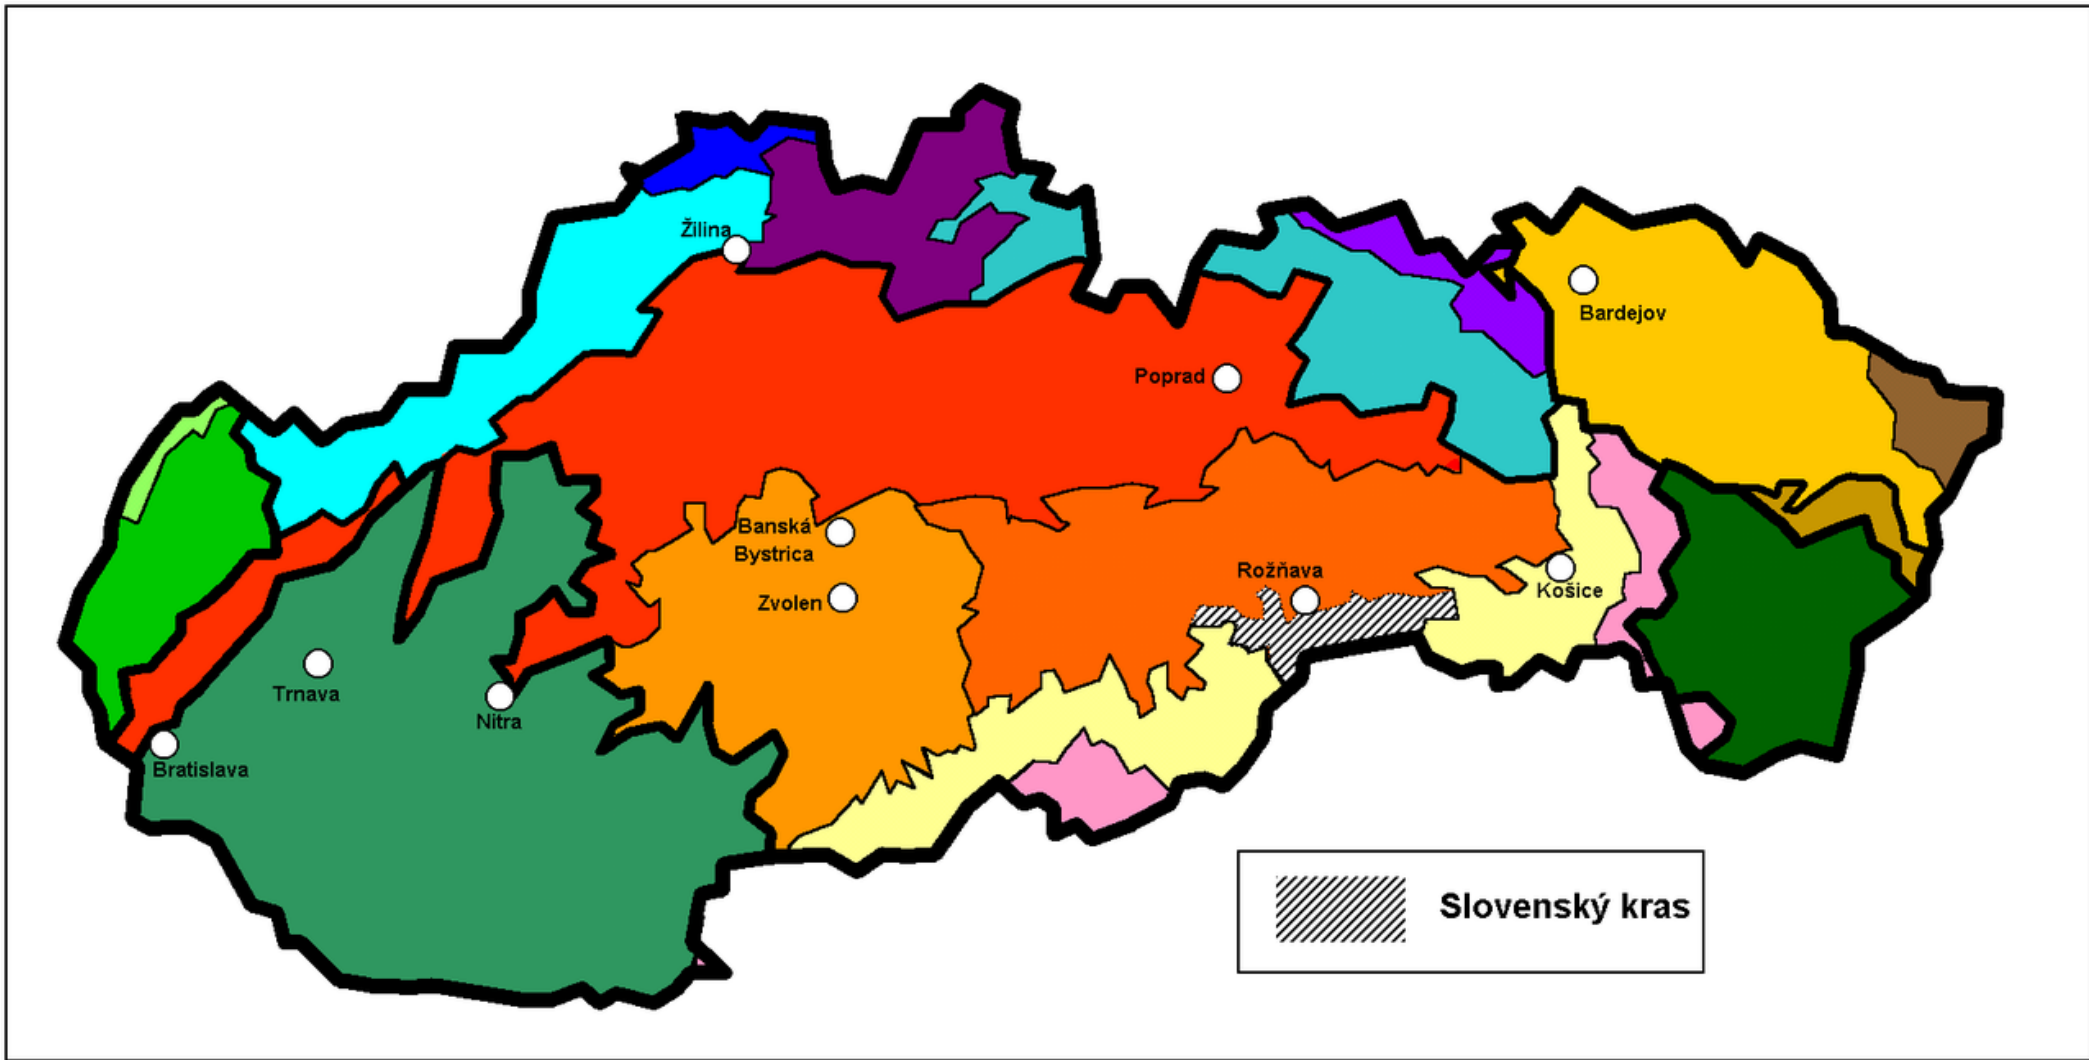 Žilina
Bardejov
Poprad
Banská
Bystrica
Rožňava
Zvolen
Košice
Trnava
Nitra
Bratislava
Slovenský kras